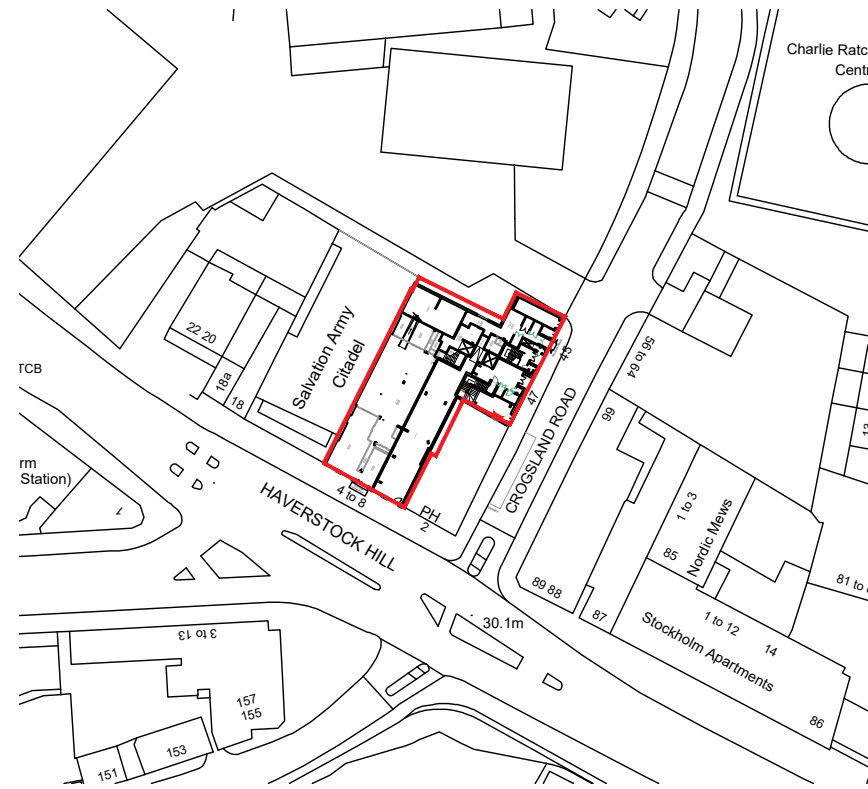 Charlie Ratc
Centr
22 20
18a
18
Salvation Army
Citadel
TCB
rm
Station)
1
45
47
CROGSLAND ROAD
56 to 64
66
4 to 8
PH
2
HAVERSTOCK HILL
1 to 3
Nordic Mews
85
89 88
87
81 to
1 to 12
14
Stockholm Apartments
86
30.1m
3 to 13
157
155
153
151